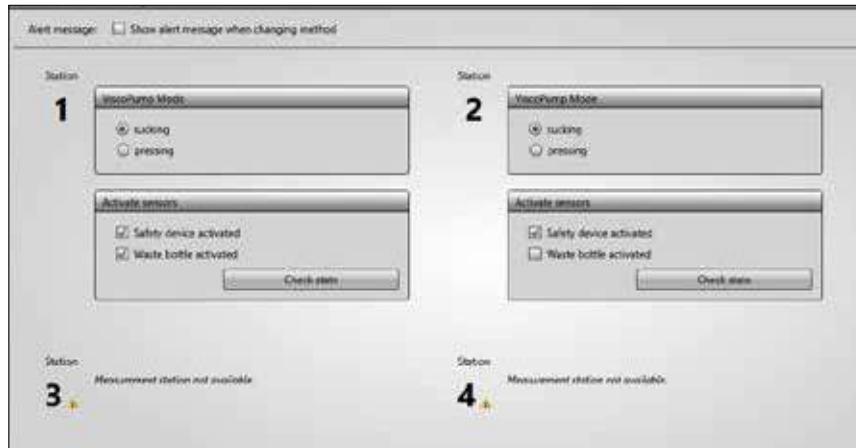 Alert message: Show alert message when changing method
Station
1
ViscoPump Mode
sucking
pressing
Activate sensors
Safety device activated
Waste bottle activated
Check state
Station
2
ViscoPump Mode
sucking
pressing
Activate sensors
Safety device activated
Waste bottle activated
Check state
Station
3
Measurement station not available.
Station
4
Measurement station not available.